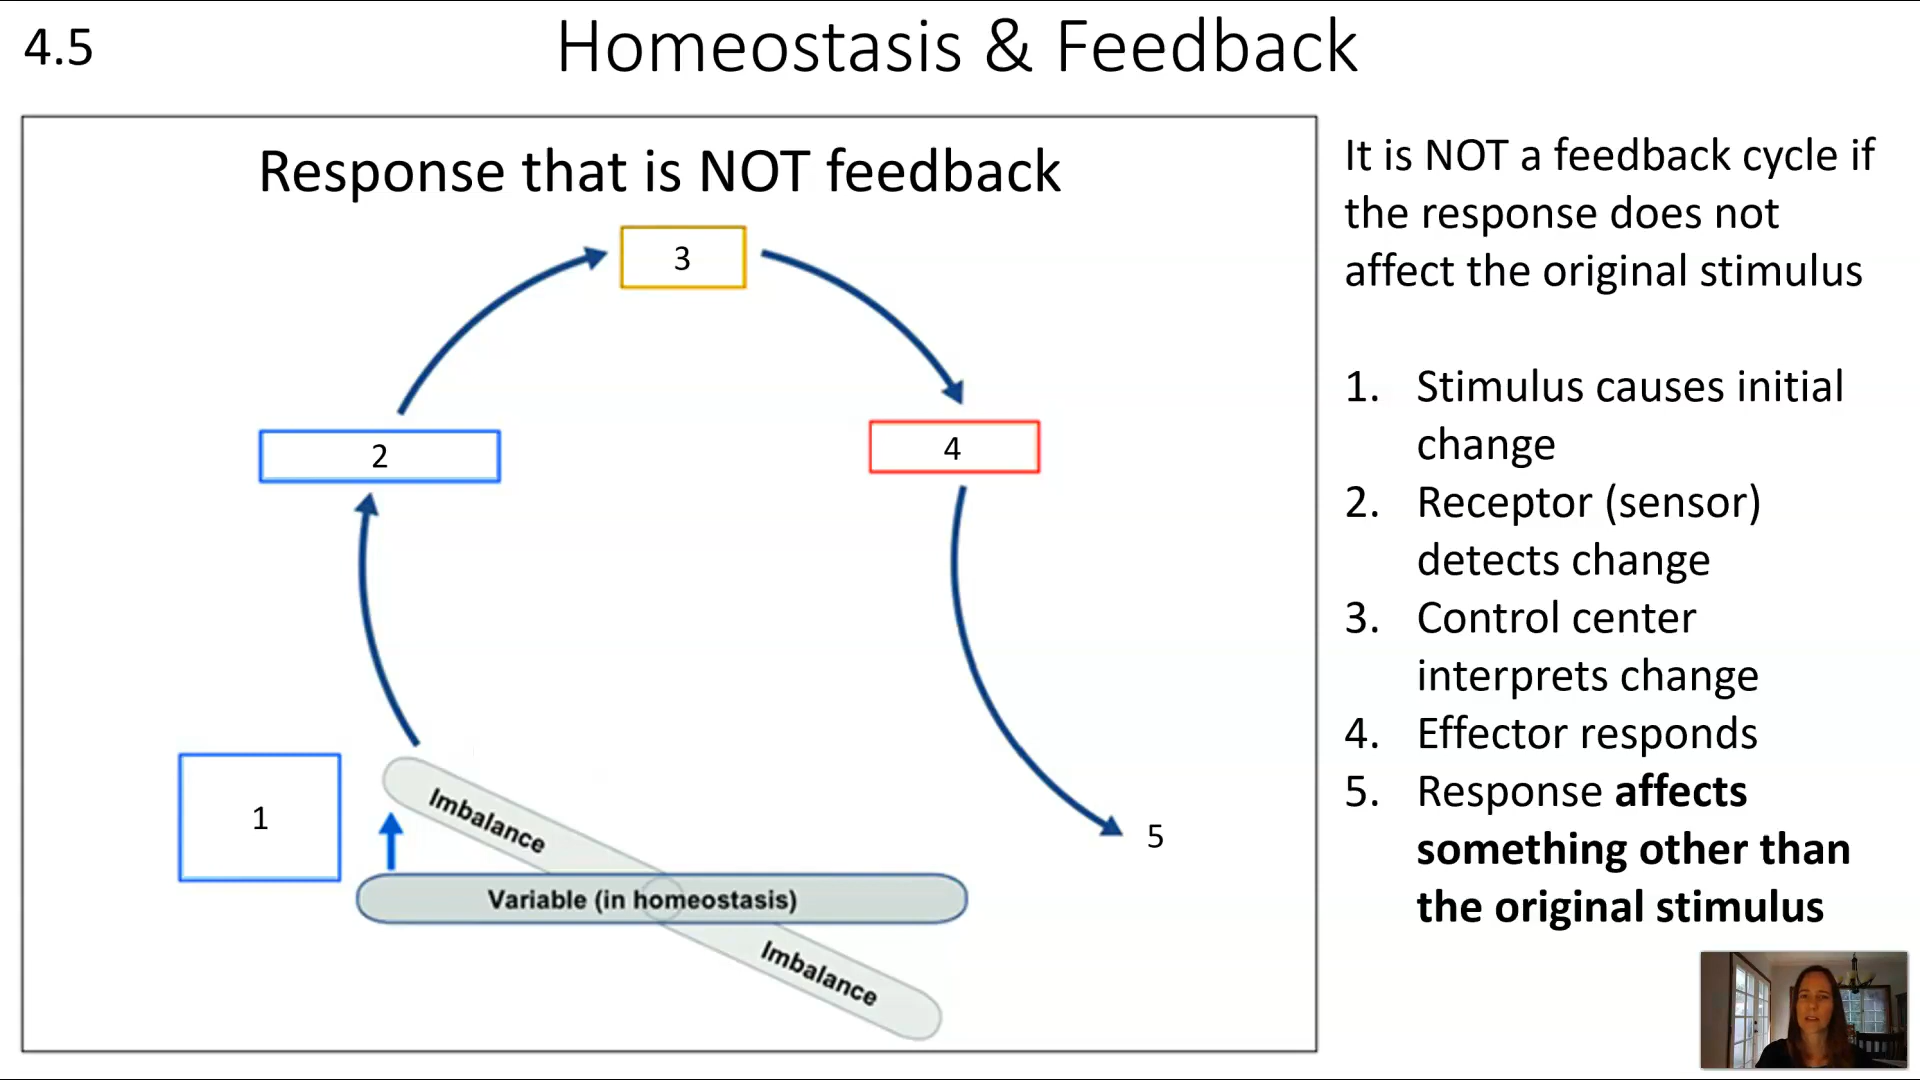 4.5
Homeostasis & Feedback
Response that is NOT feedback
3
2
4
1
5
Imbalance
Variable (in homeostasis)
Imbalance
It is NOT a feedback cycle if
the response does not
affect the original stimulus
1. Stimulus causes initial
change
2. Receptor (sensor)
detects change
3. Control center
interprets change
4. Effector responds
5. Response affects
something other than
the original stimulus